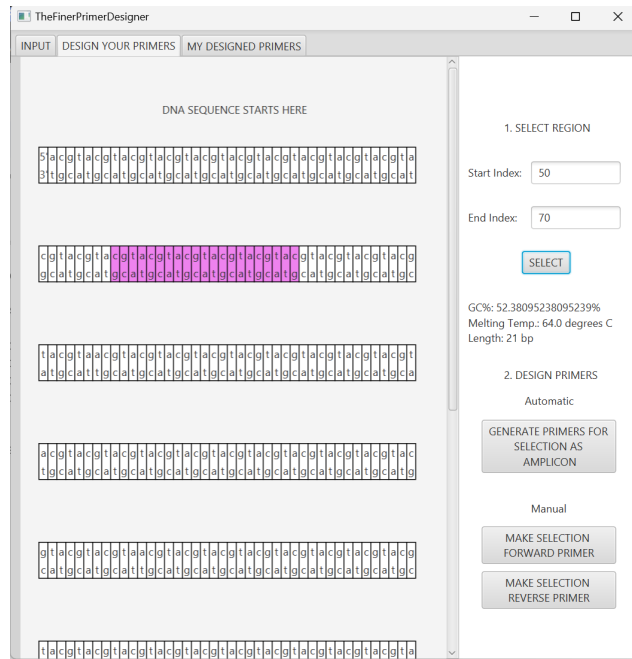 TheFinerPrimerDesigner
INPUT
DESIGN YOUR PRIMERS
MY DESIGNED PRIMERS
DNA SEQUENCE STARTS HERE
5'acgtacgtacgtacgtacgtacgtacgtacgtacgtacgta
3'tgcatgcatgcatgcatgcatgcatgcatgcatgcatgcat
cgtacgtacgtacgtacgtacgtacgtacgtacgtacgtacg
gcatgcatgcatgcatgcatgcatgcatgcatgcatgcatgc
tacgtaacgtacgtacgtacgtacgtacgtacgtacgtacgt
atgcattgcatgcatgcatgcatgcatgcatgcatgcatgca
acgtacgtacgtacgtacgtacgtacgtacgtacgtacgtac
tgcatgcatgcatgcatgcatgcatgcatgcatgcatgcatg
gtacgtaacgtacgtacgtacgtacgtacgtacgtacgtacg
catgcattgcatgcatgcatgcatgcatgcatgcatgcatgc
tacgtacgtacgtacgtacgtacgtacgtacgtacgtacgta
1. SELECT REGION
Start Index: 50
End Index: 70
SELECT
GC%: 52.38095238095239%
Melting Temp.: 64.0 degrees C
Length: 21 bp
2. DESIGN PRIMERS
Automatic
GENERATE PRIMERS FOR
SELECTION AS
AMPLICON
Manual
MAKE SELECTION
FORWARD PRIMER
MAKE SELECTION
REVERSE PRIMER